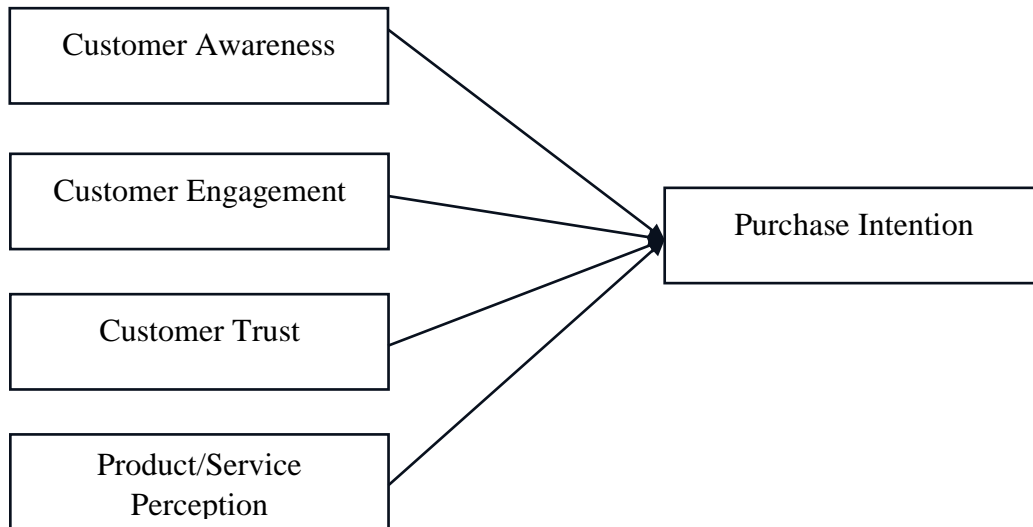 Customer Awareness
Customer Engagement
Purchase Intention
Customer Trust
Product/Service
Perception